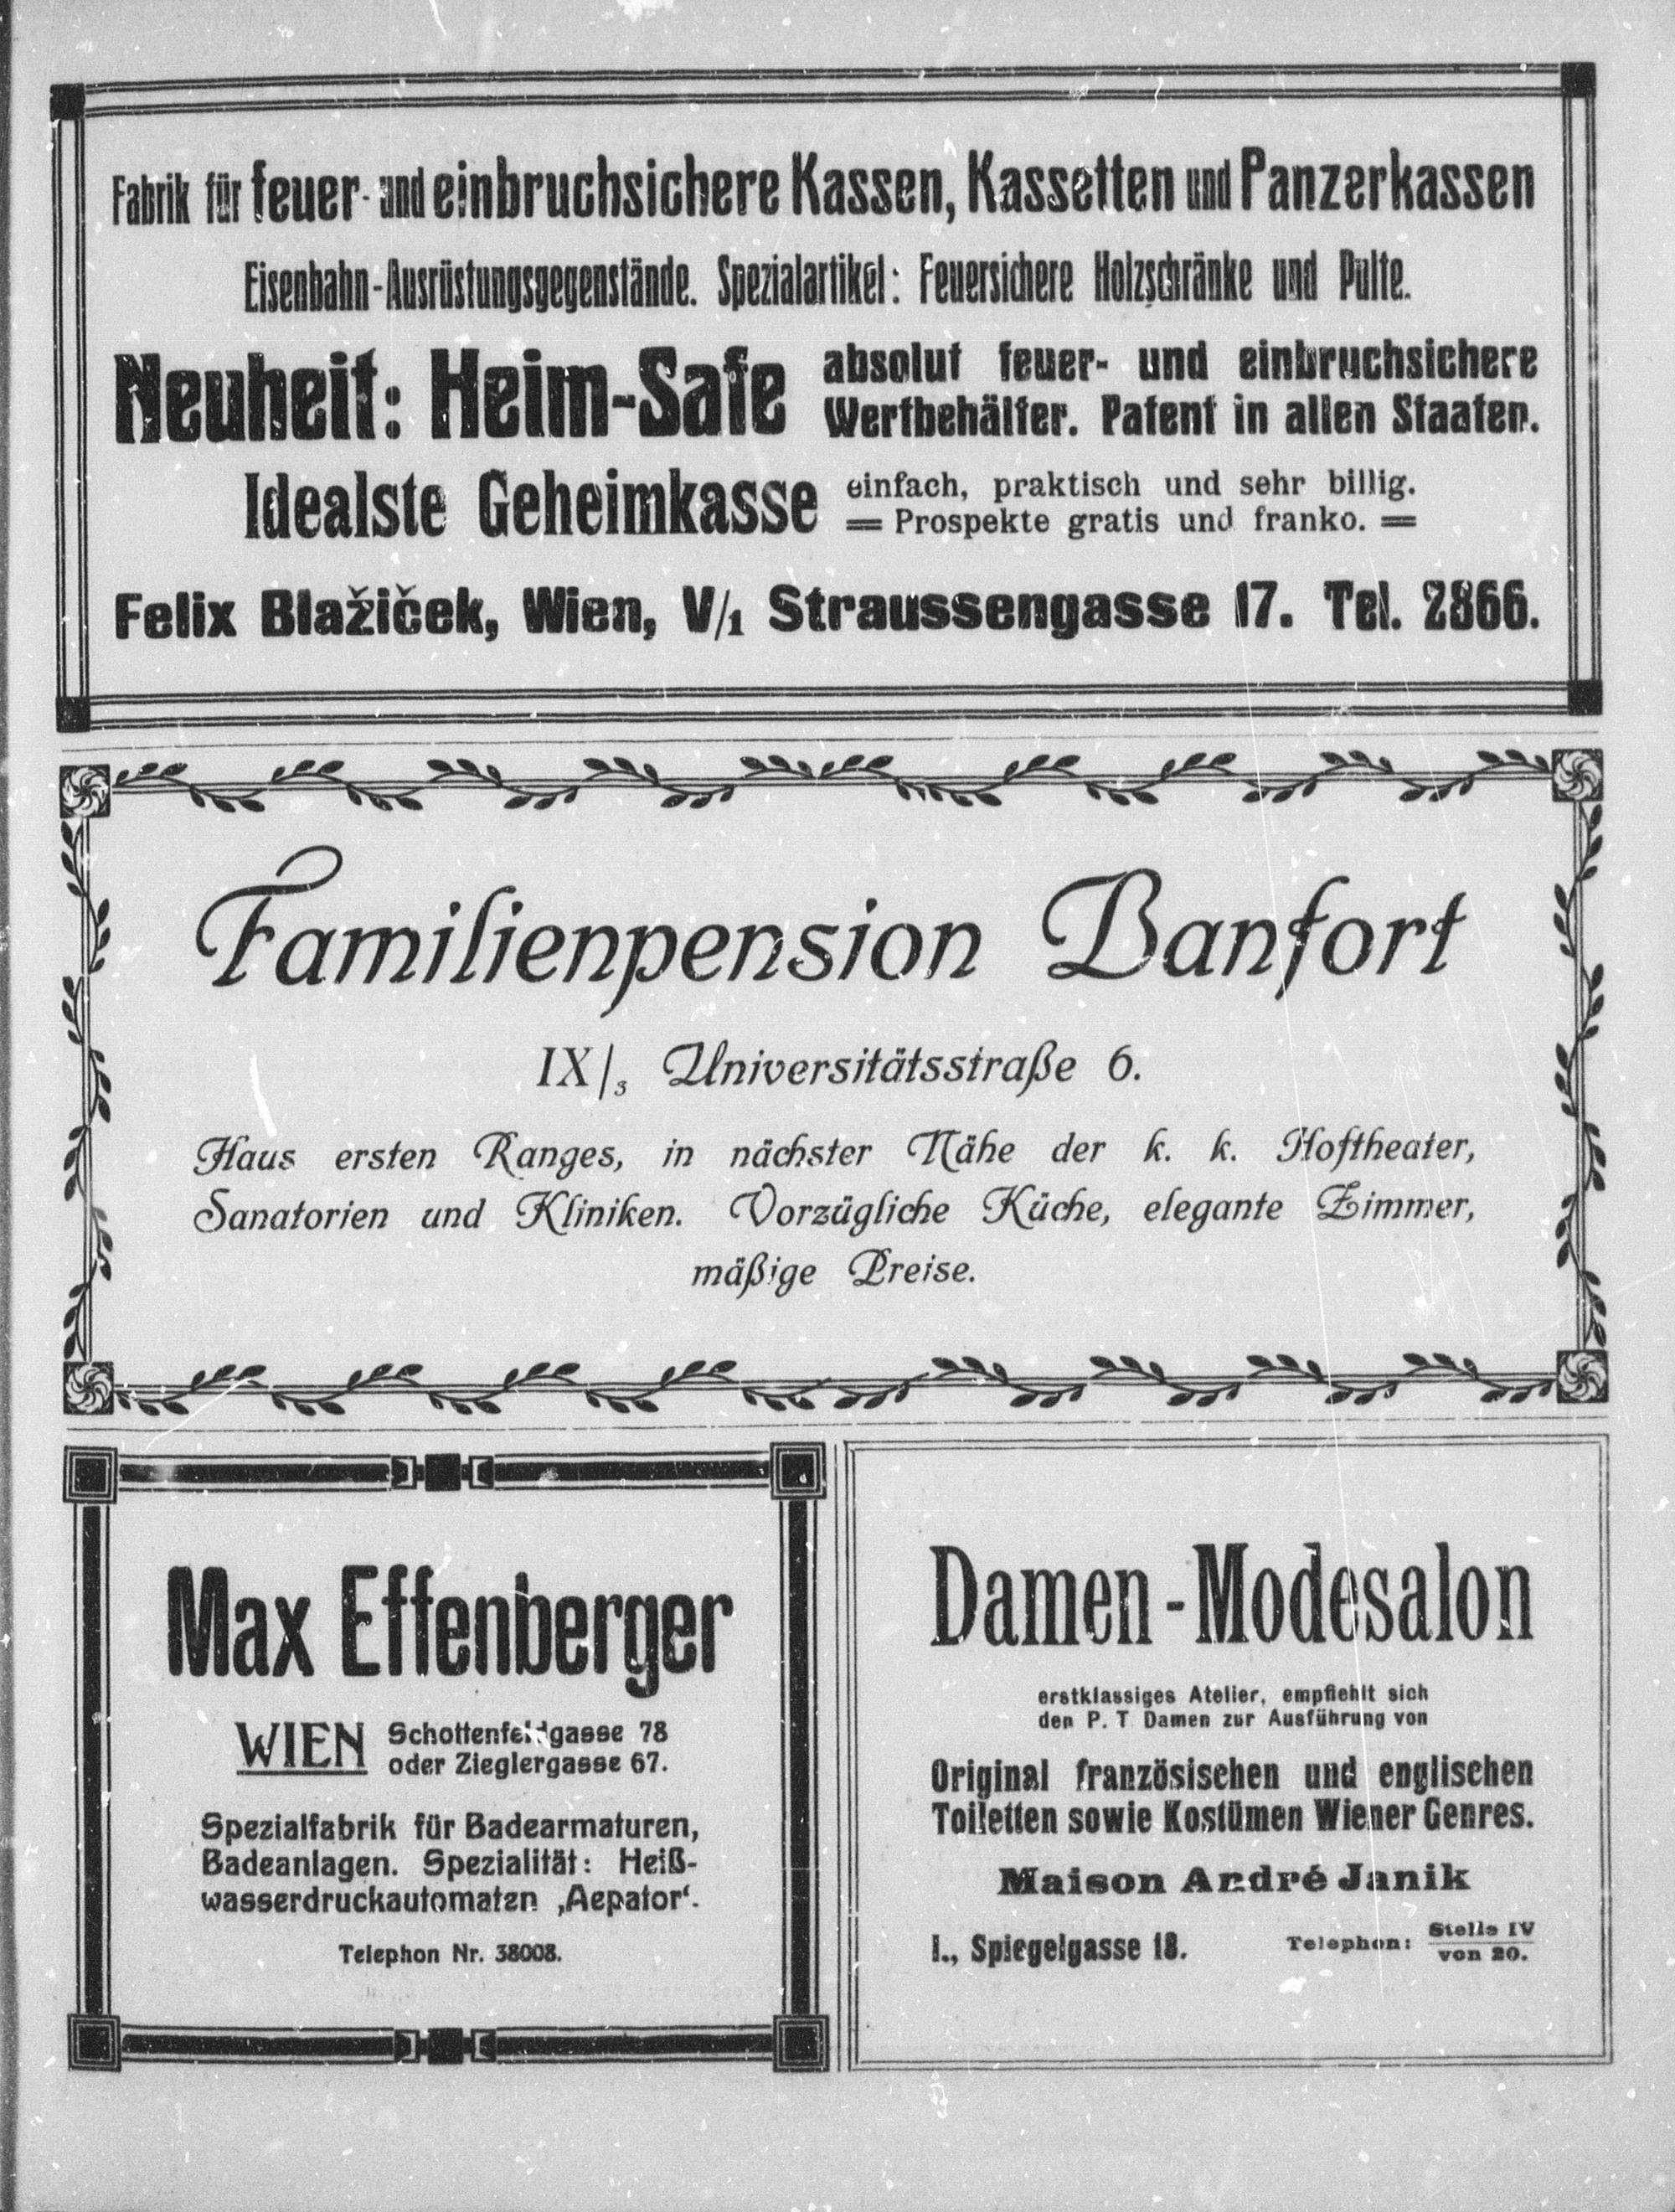 Fabrik für feuer- und einbruchsichere Kassen, Kassetten und Panzerkassen
Eisenbahn-Ausrüstungsgegenstände. Spezialartikel: Feuersichere Holzschränke und Pulte.
Neuheit: Heim-Safe
absolut feuer- und einbruchsichere
Wertbehälter. Patent in allen Staaten.
Idealste Geheimkasse
einfach, praktisch und sehr billig.
= Prospekte gratis und franko. =
Felix Blažiček, Wien, V/1 Straussengasse 17. Tel. 2866.
Familienpension Banfort
IX/3 Universitätsstraße 6.
Haus ersten Ranges, in nächster Nähe der k. k. Hoftheater,
Sanatorien und Kliniken. Vorzügliche Küche, elegante Zimmer,
mäßige Preise.
Max Effenberger
WIEN
Schottenfeldgasse 78
oder Zieglergasse 67.
Spezialfabrik für Badearmaturen,
Badeanlagen. Spezialität: Heiß-
wasserdruckautomaten ‚Aepator‘.
Telephon Nr. 38008.
Damen-Modesalon
erstklassiges Atelier, empfiehlt sich
den P. T Damen zur Ausführung von
Original französischen und englischen
Toiletten sowie Kostümen Wiener Genres.
Maison André Janik
I., Spiegelgasse 18.
Telephon: Stelle IV
von 20.